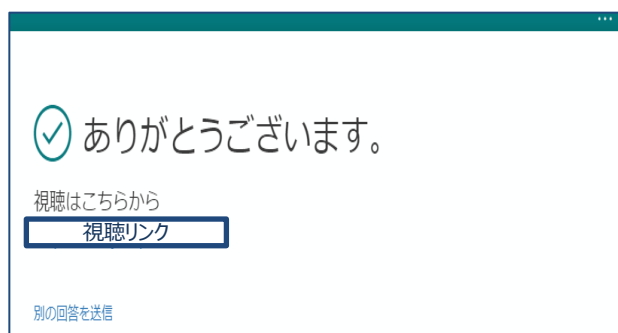 ありがとうございます。
視聴はこちらから
視聴リンク
別の回答を送信